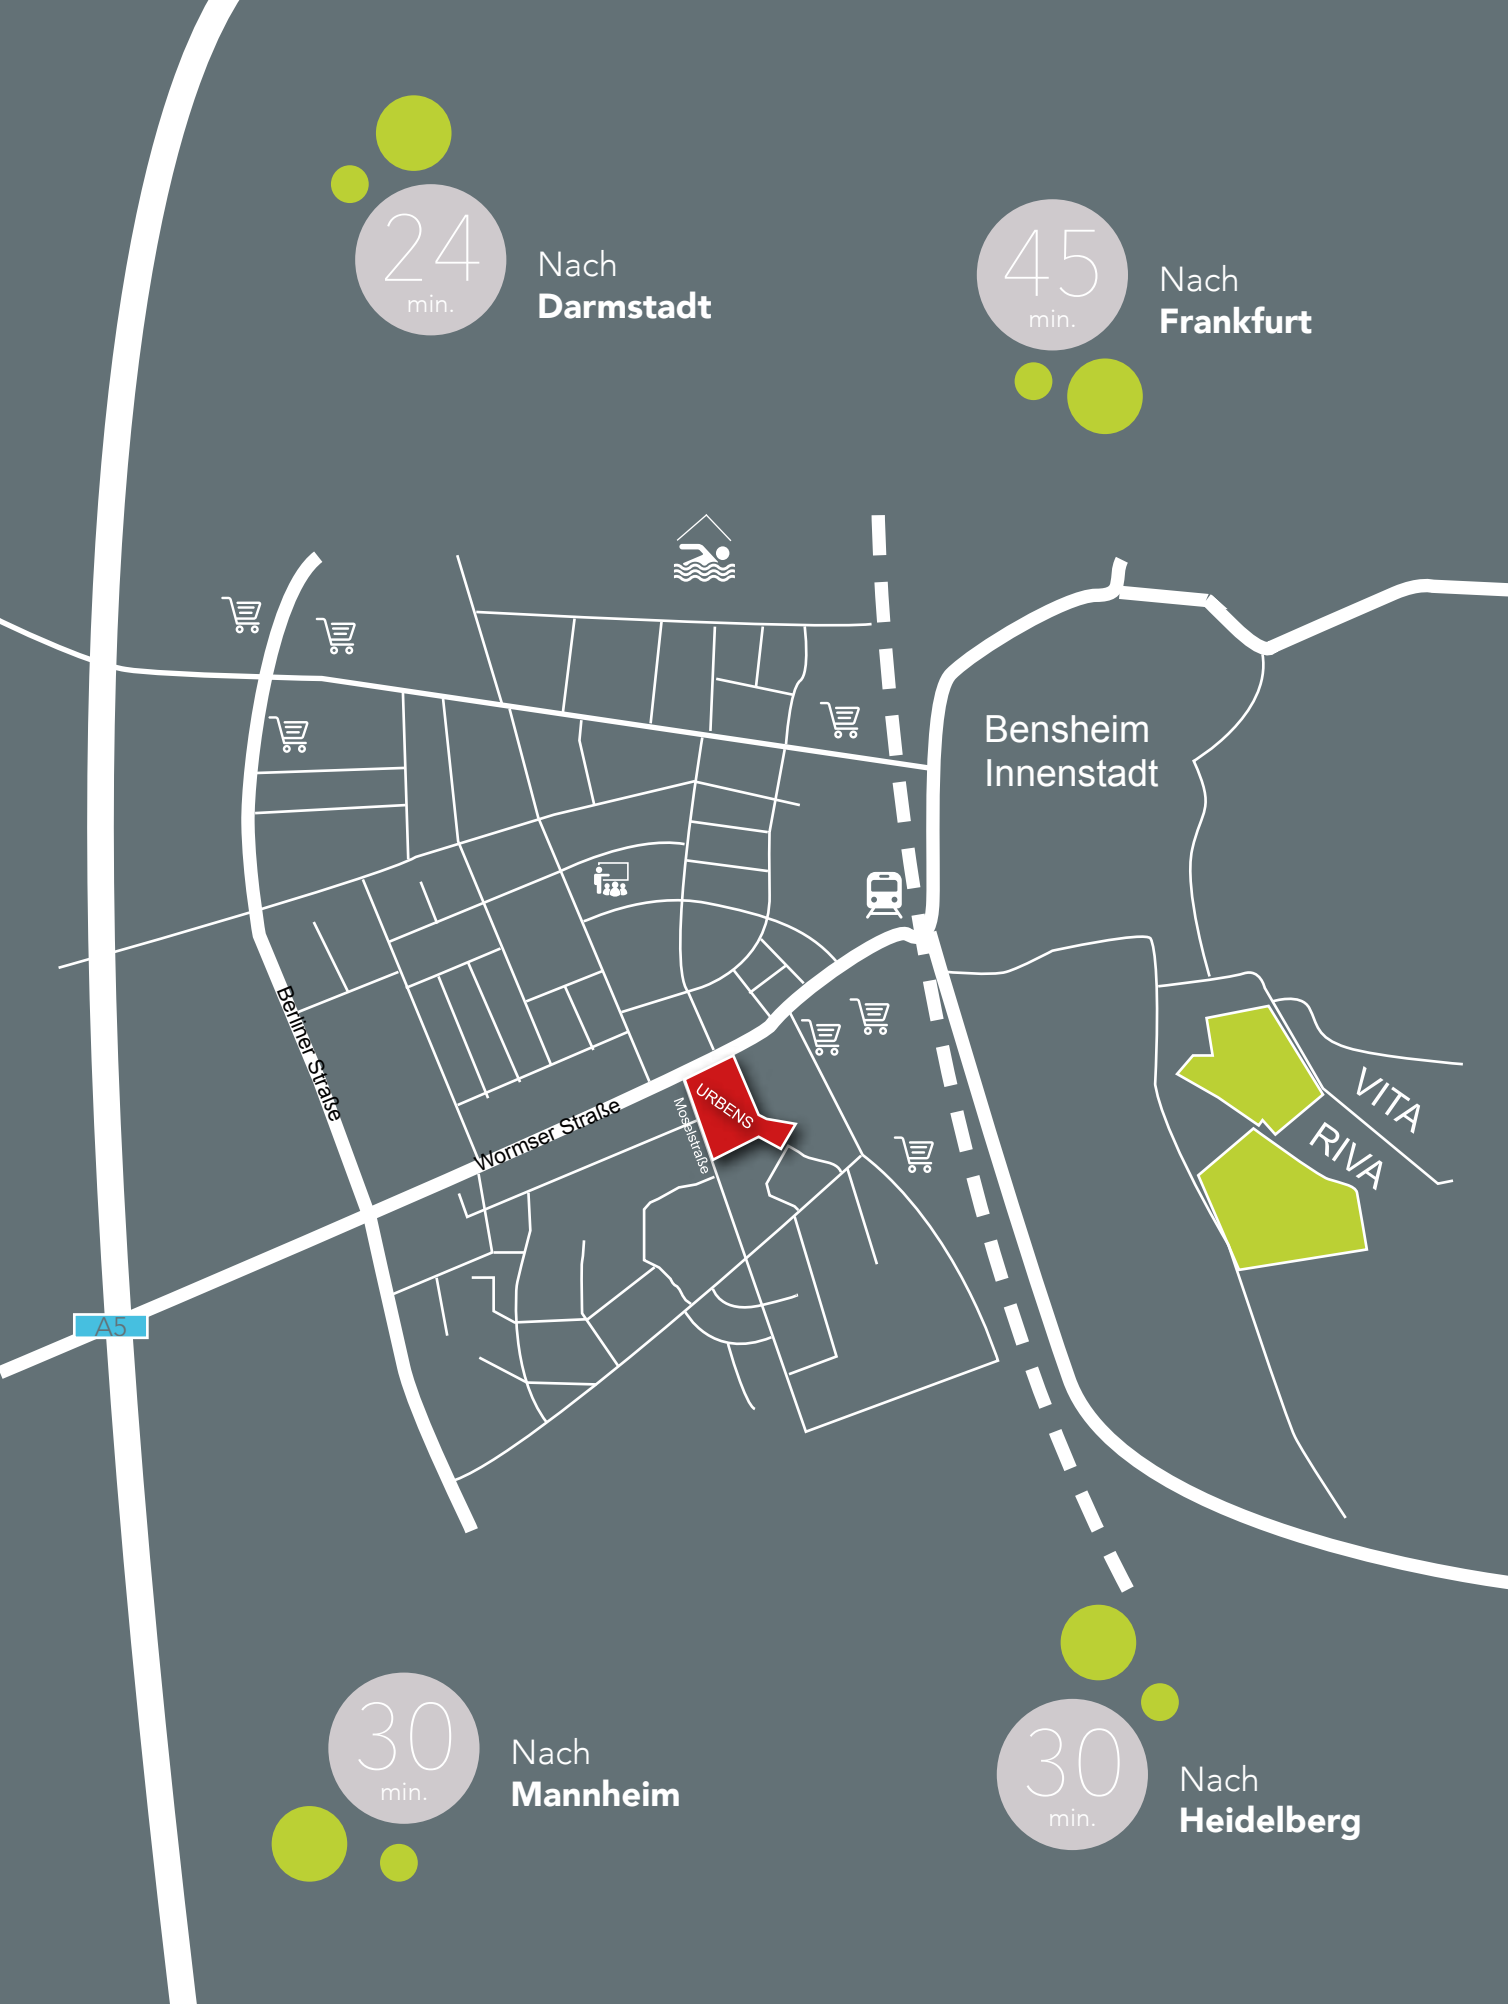 24
min.
Nach
Darmstadt
45
min.
Nach
Frankfurt
Bensheim
Innenstadt
Berliner Straße
Wormser Straße
Moselstraße
URBENS
VITA
RIVA
A5
30
min.
Nach
Mannheim
30
min.
Nach
Heidelberg